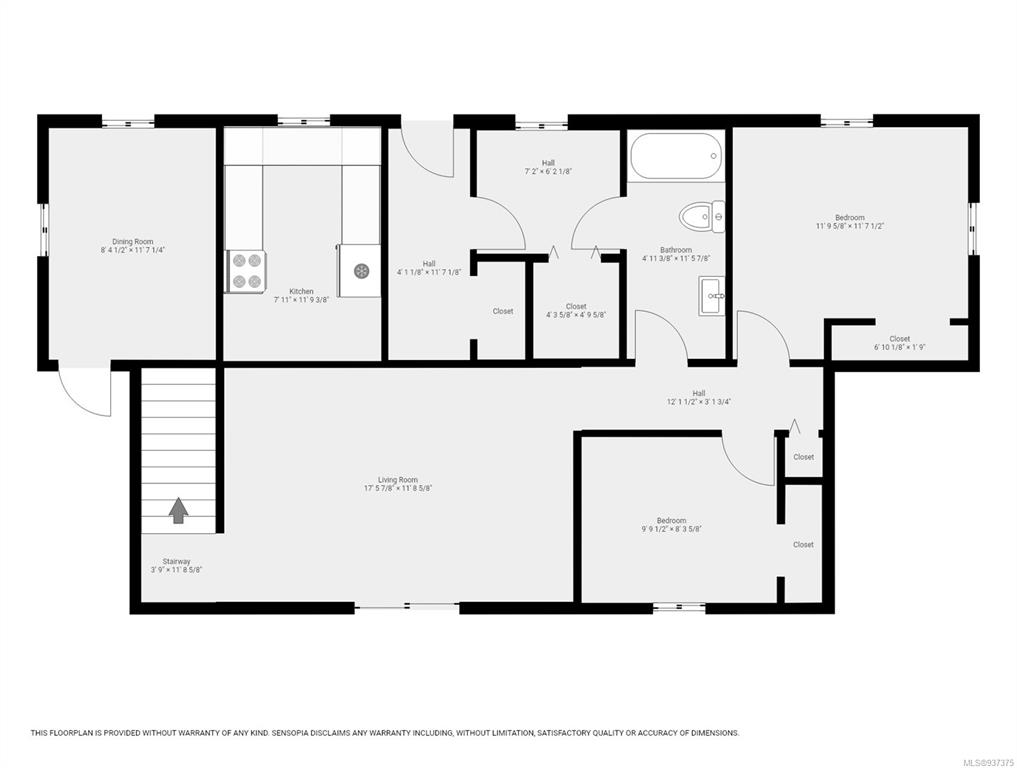 Hall
7' 2" × 6' 2 1/8"
Dining Room
8' 4 1/2" × 11' 7 1/4"
Kitchen
7' 11" × 11' 9 3/8"
Hall
4' 1 1/8" × 11' 7 1/8"
Closet
Closet
4' 3 5/8" × 4' 9 5/8"
Bathroom
4' 11 3/8" × 11' 5 7/8"
Bedroom
11' 9 5/8" × 11' 7 1/2"
Closet
6' 10 1/8" × 1' 9"
Hall
12' 1 1/2" × 3' 1 3/4"
Closet
Living Room
17' 5 7/8" × 11' 8 5/8"
Bedroom
9' 9 1/2" × 8' 3 5/8"
Closet
Stairway
3' 9" × 11' 8 5/8"
THIS FLOORPLAN IS PROVIDED WITHOUT WARRANTY OF ANY KIND. SENSOPIA DISCLAIMS ANY WARRANTY INCLUDING, WITHOUT LIMITATION, SATISFACTORY QUALITY OR ACCURACY OF DIMENSIONS.
MLS®937375